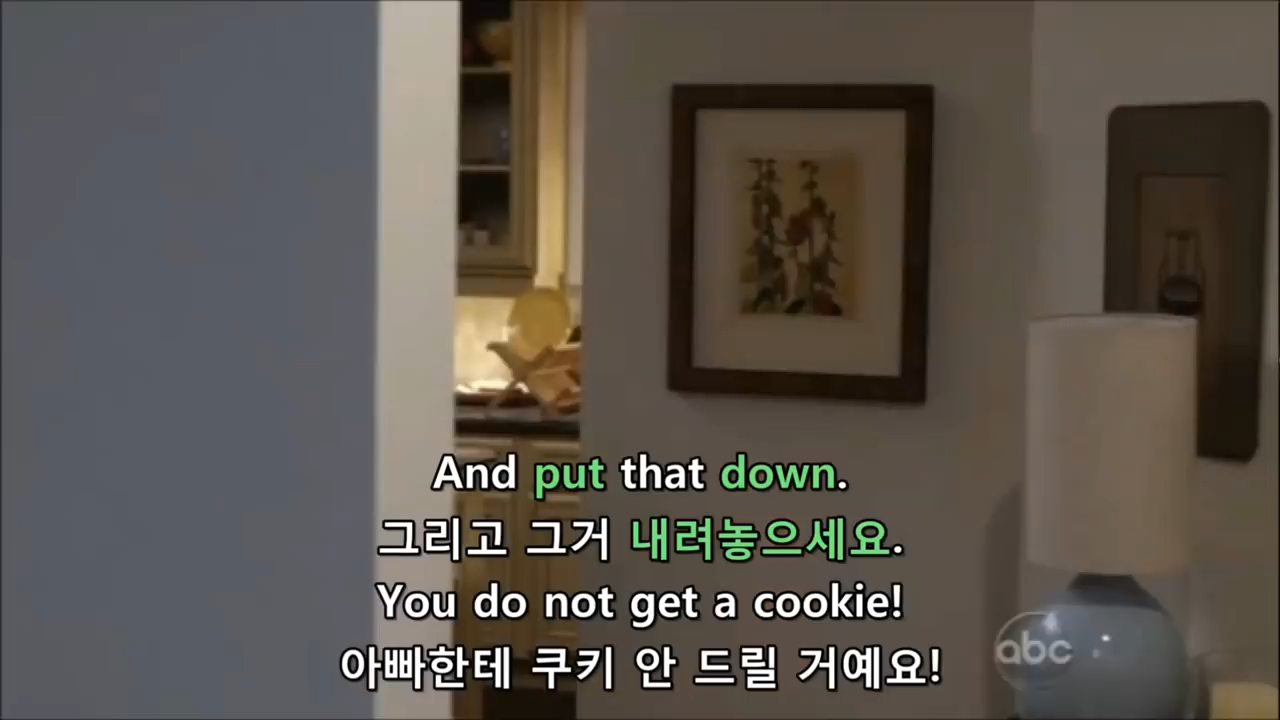 And put that down.
그리고 그거 내려놓으세요.
You do not get a cookie!
아빠한테 쿠키 안 드릴 거예요!
abc